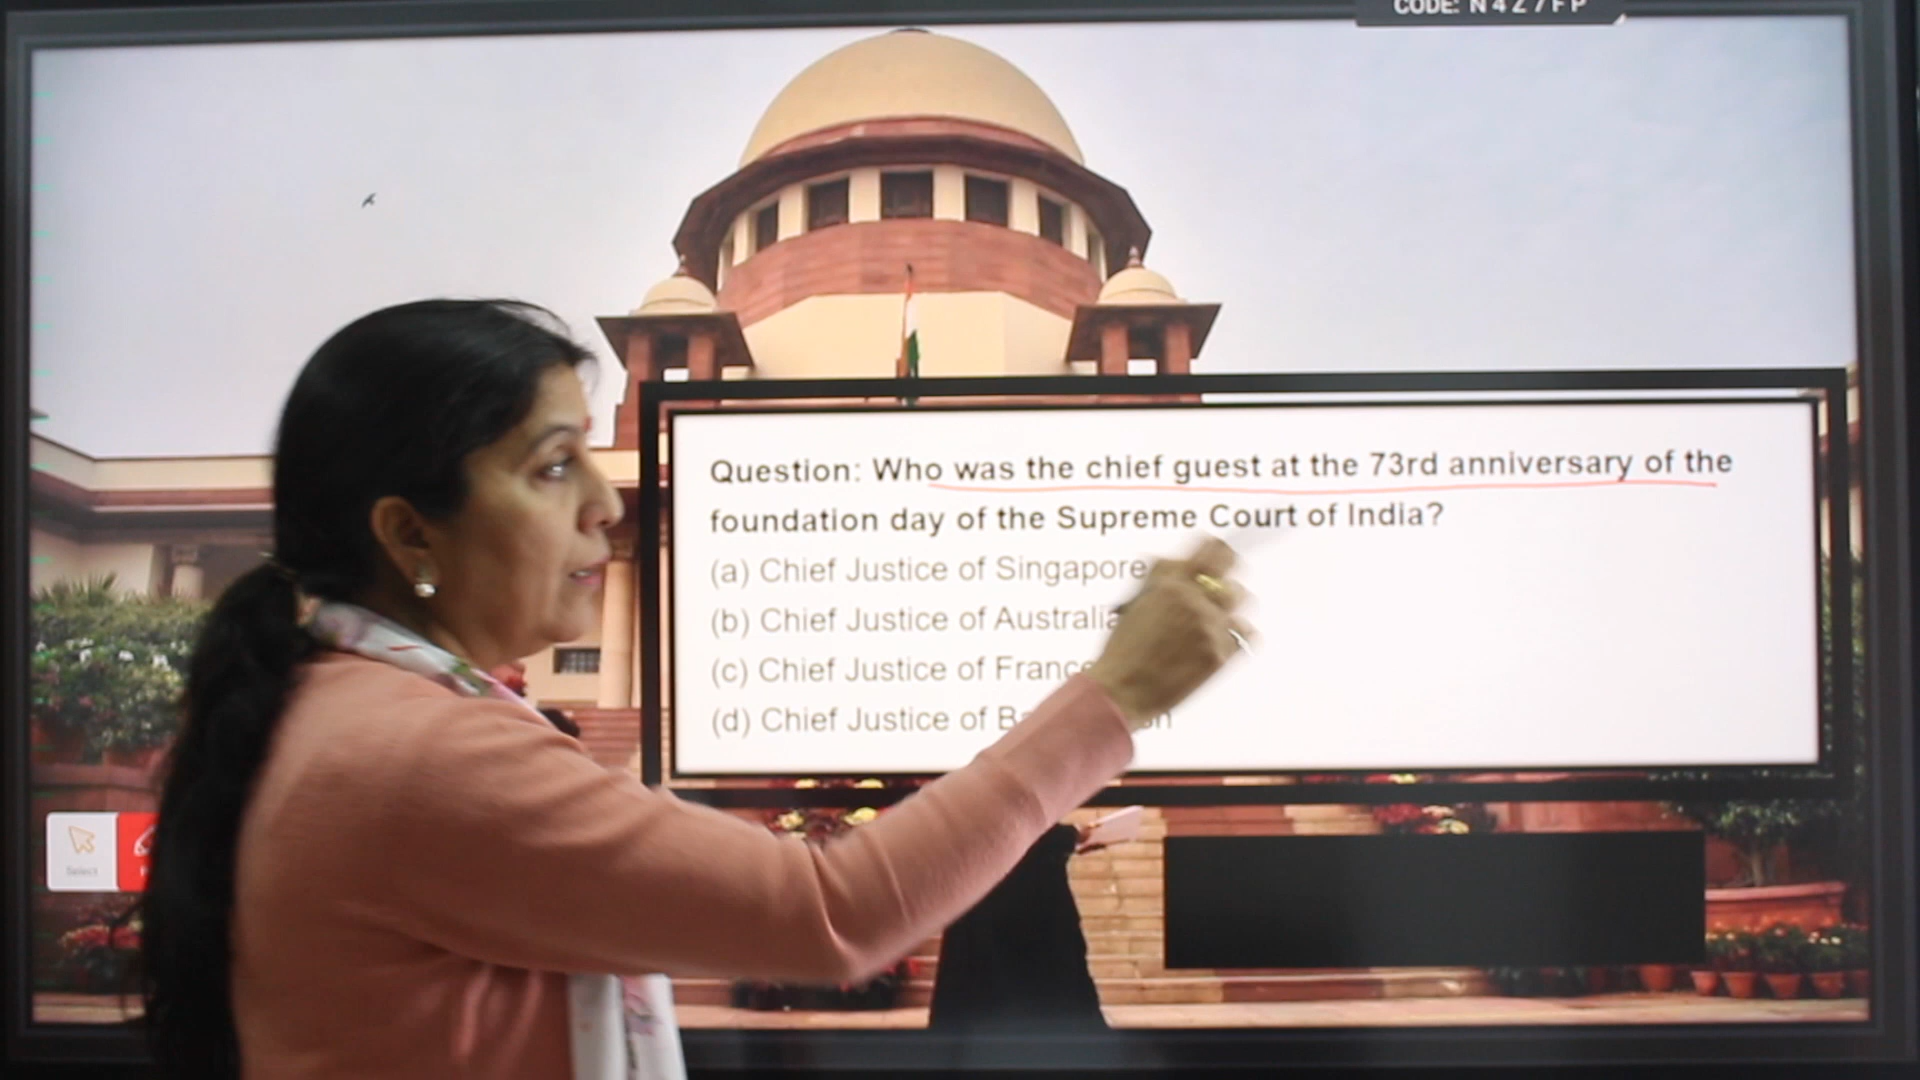 CODE: N4Z7FP
Question: Who was the chief guest at the 73rd anniversary of the
foundation day of the Supreme Court of India?
(a) Chief Justice of Singapore
(b) Chief Justice of Australia
(c) Chief Justice of France
(d) Chief Justice of
Select